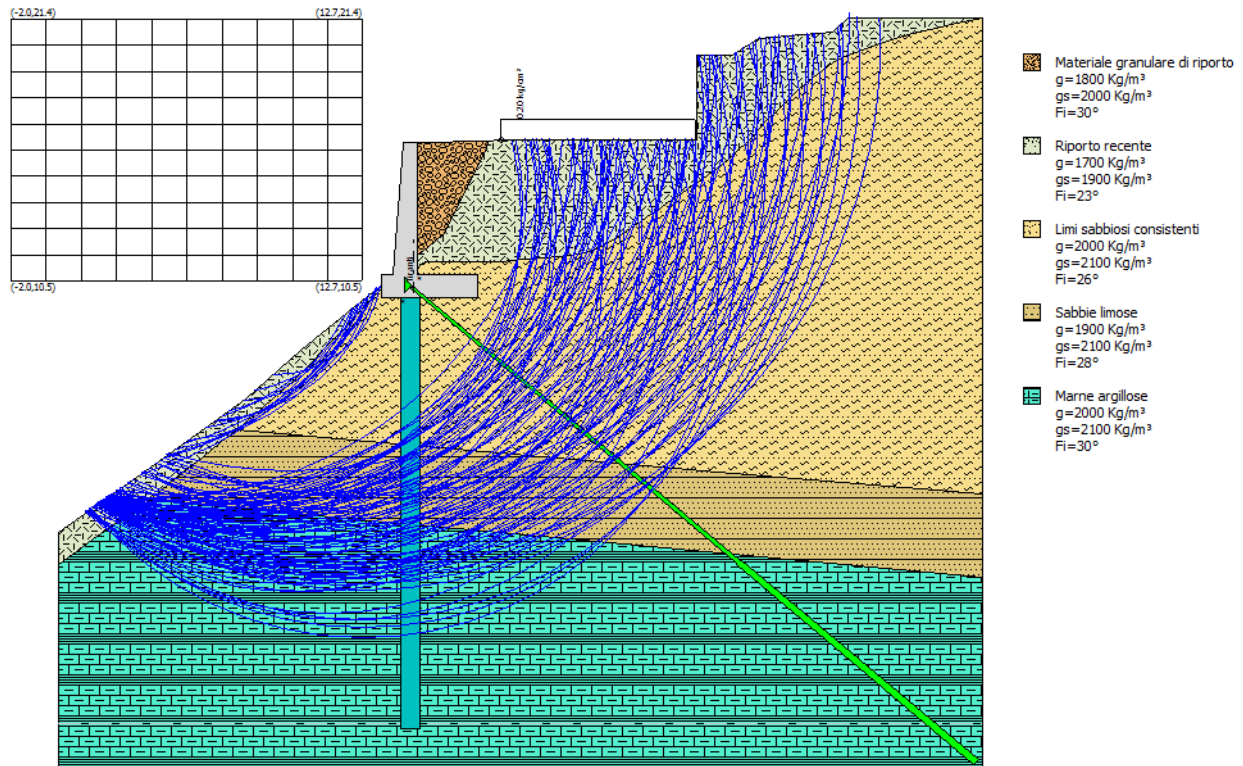 (-2.0,21.4)
(12.7,21.4)
(-2.0,10.5)
(12.7,10.5)
0.20 kg/cm²
Tiranti
Materiale granulare di riporto
g=1800 Kg/m³
gs=2000 Kg/m³
Fi=30°
Riporto recente
g=1700 Kg/m³
gs=1900 Kg/m³
Fi=23°
Limi sabbiosi consistenti
g=2000 Kg/m³
gs=2100 Kg/m³
Fi=26°
Sabbie limose
g=1900 Kg/m³
gs=2100 Kg/m³
Fi=28°
Marne argillose
g=2000 Kg/m³
gs=2100 Kg/m³
Fi=30°